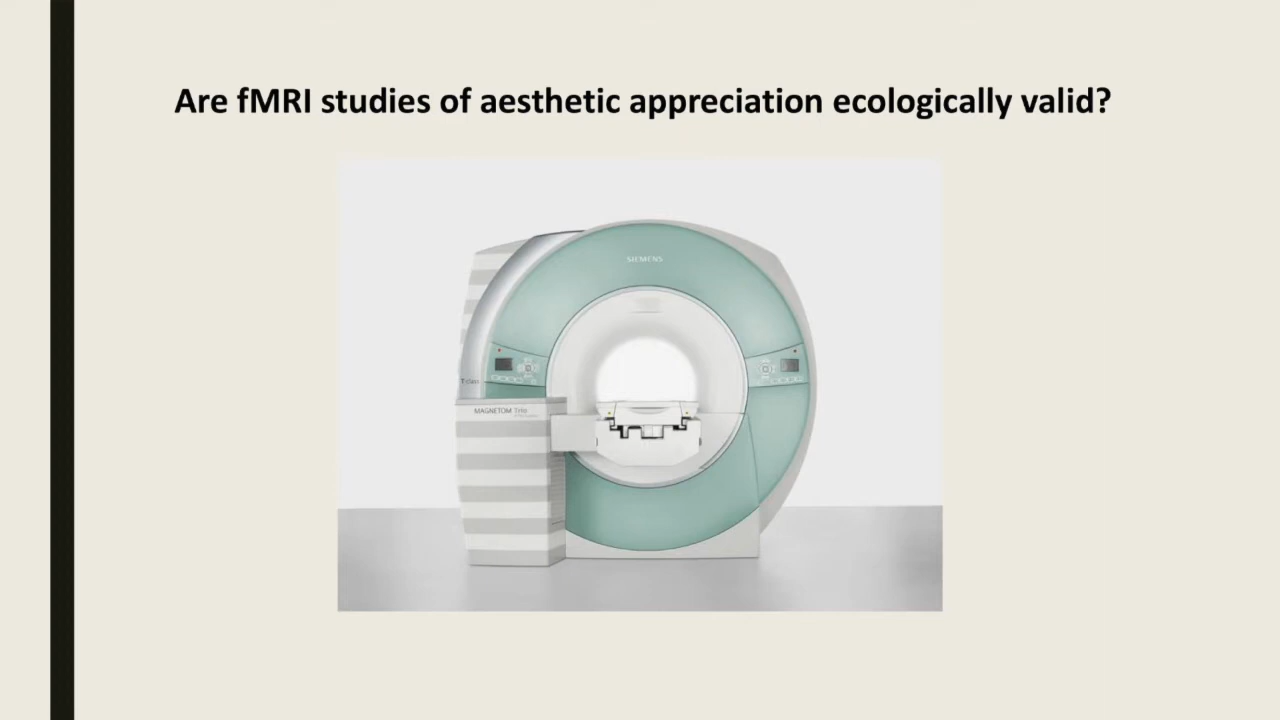 Are fMRI studies of aesthetic appreciation ecologically valid?
SIEMENS
MAGNETOM Trio